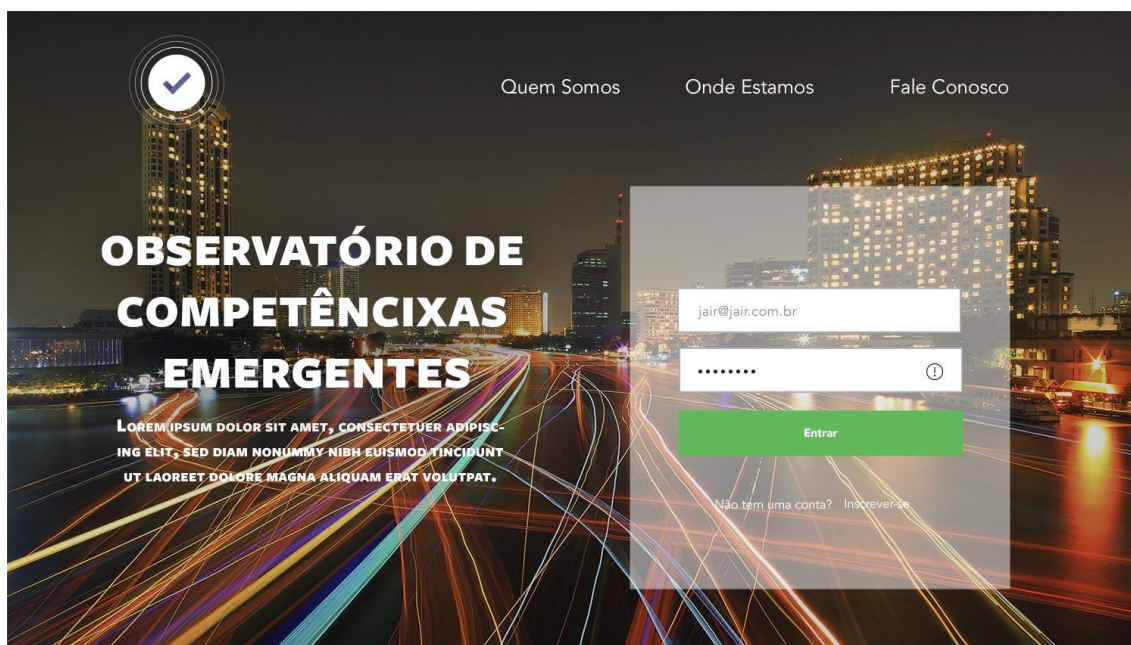 Quem Somos Onde Estamos Fale Conosco
OBSERVATÓRIO DE
COMPETÊNCIXAS
EMERGENTES
Lorem ipsum dolor sit amet, consectetuer adipisc-
ing elit, sed diam nonummy nibh euismod tincidunt
ut laoreet dolore magna aliquam erat volutpat.
jair@jair.com.br
••••••••
Entrar
Não tem uma conta? Inscrever-se